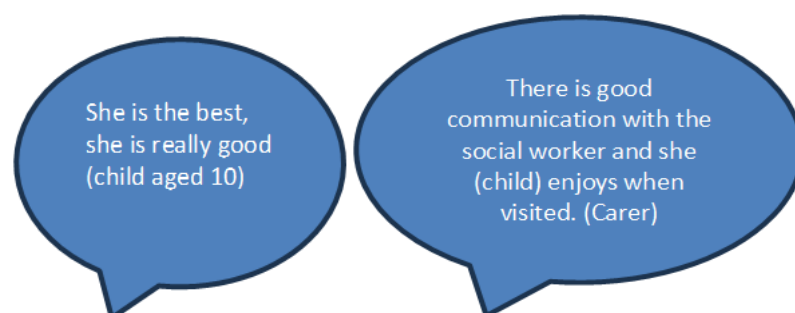 She is the best,
she is really good
(child aged 10)
There is good
communication with the
social worker and she
(child) enjoys when
visited. (Carer)